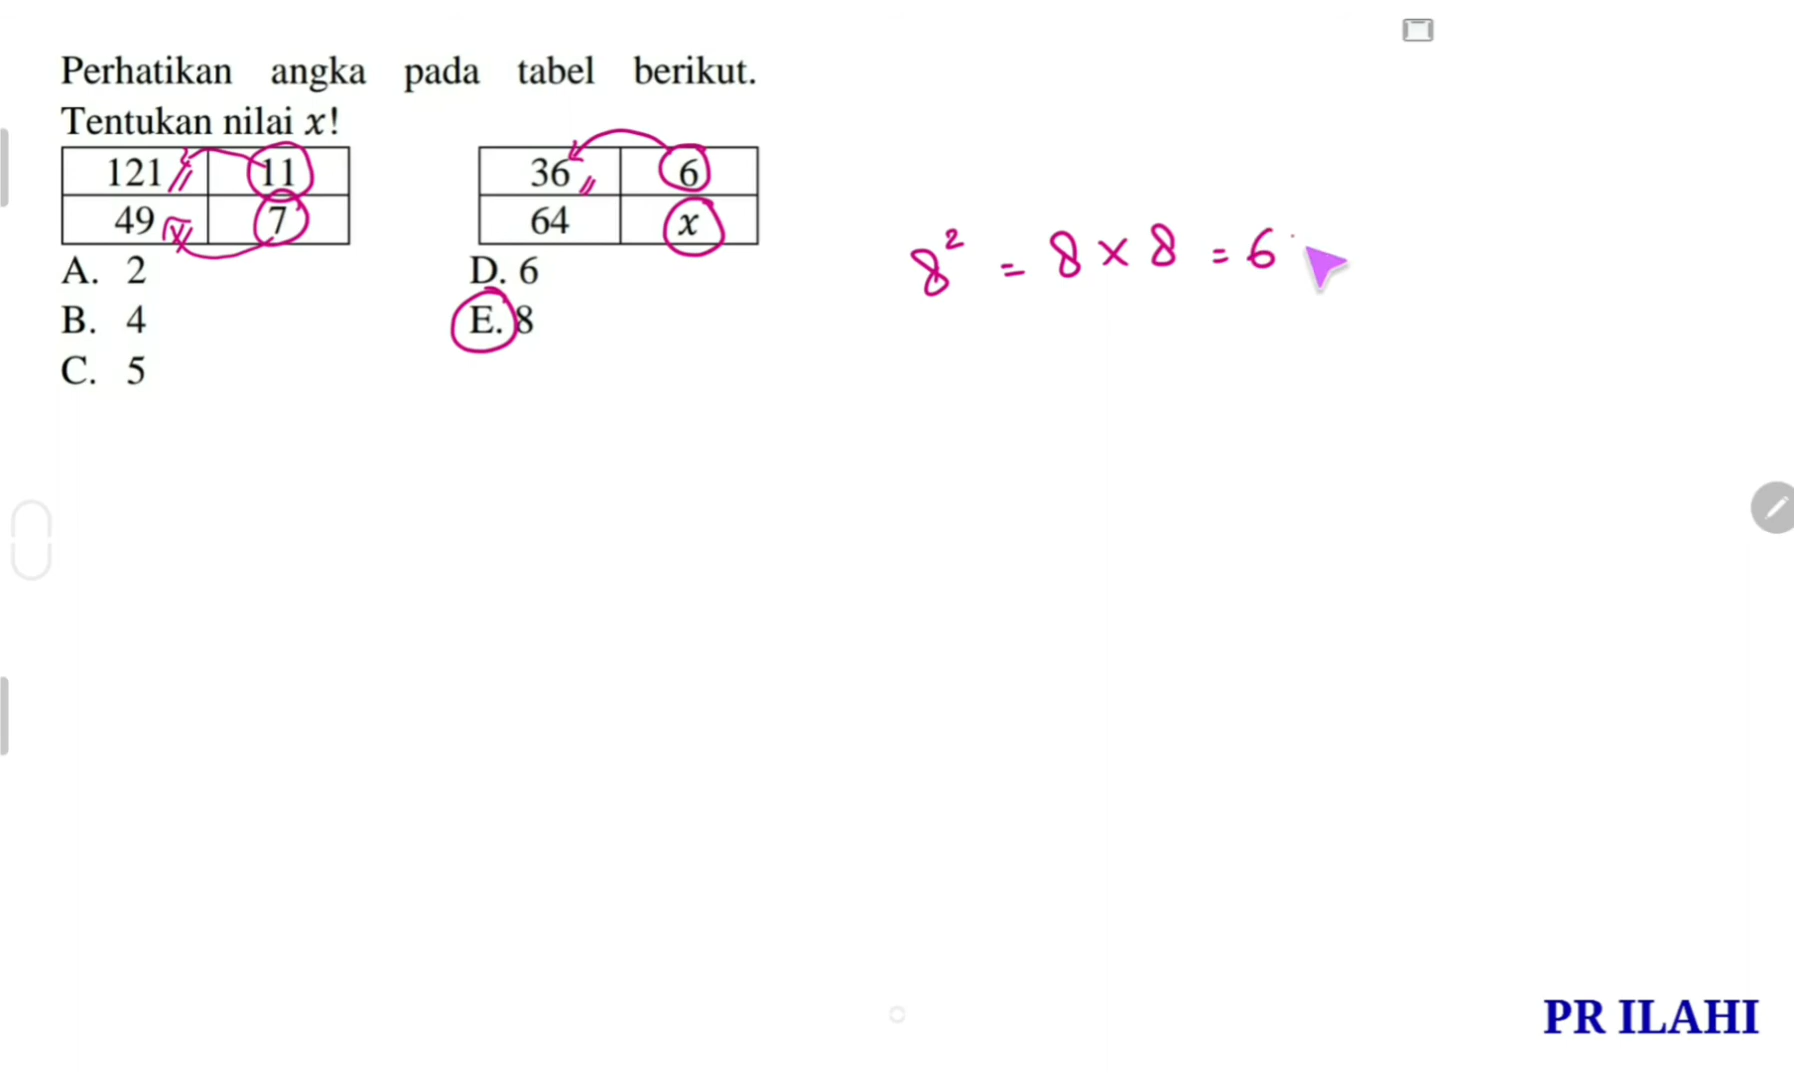 Perhatikan angka pada tabel berikut.
Tentukan nilai x!
121 11
49 7
36 6
64 x
A. 2
B. 4
C. 5
D. 6
E. 8
8² = 8 × 8 = 6
PR ILAHI